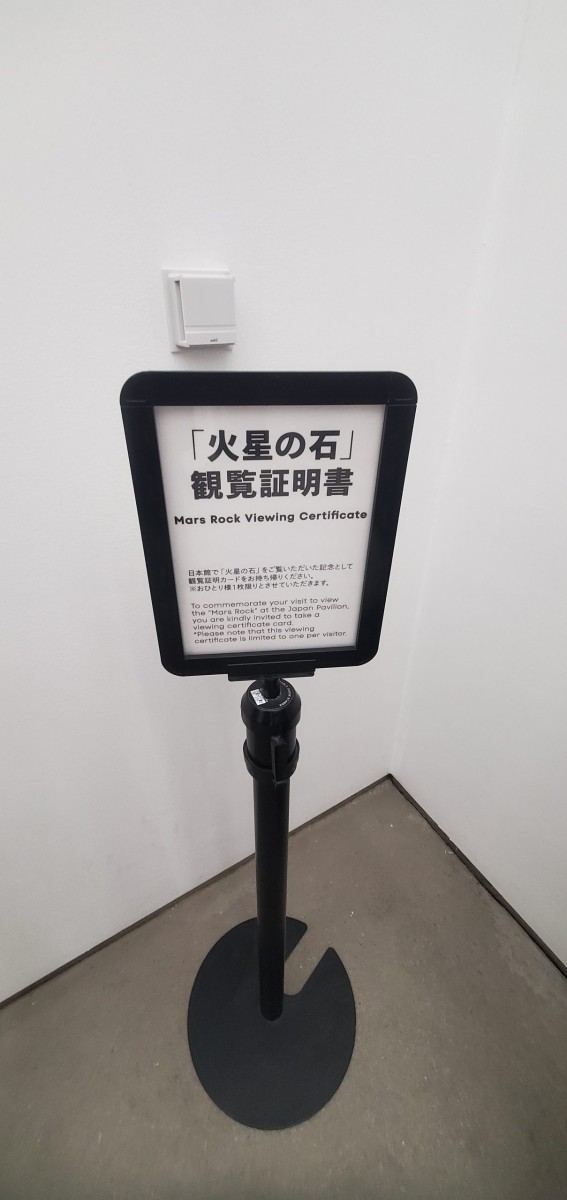 「火星の石」
観覧証明書
Mars Rock Viewing Certificate
日本館で「火星の石」をご覧いただいた記念として
観覧証明カードをお持ち帰りください。
※おひとり様1枚限りとさせていただきます。
To commemorate your visit to view
the "Mars Rock" at the Japan Pavilion,
you are kindly invited to take a
viewing certificate card.
*Please note that this viewing
certificate is limited to one per visitor.